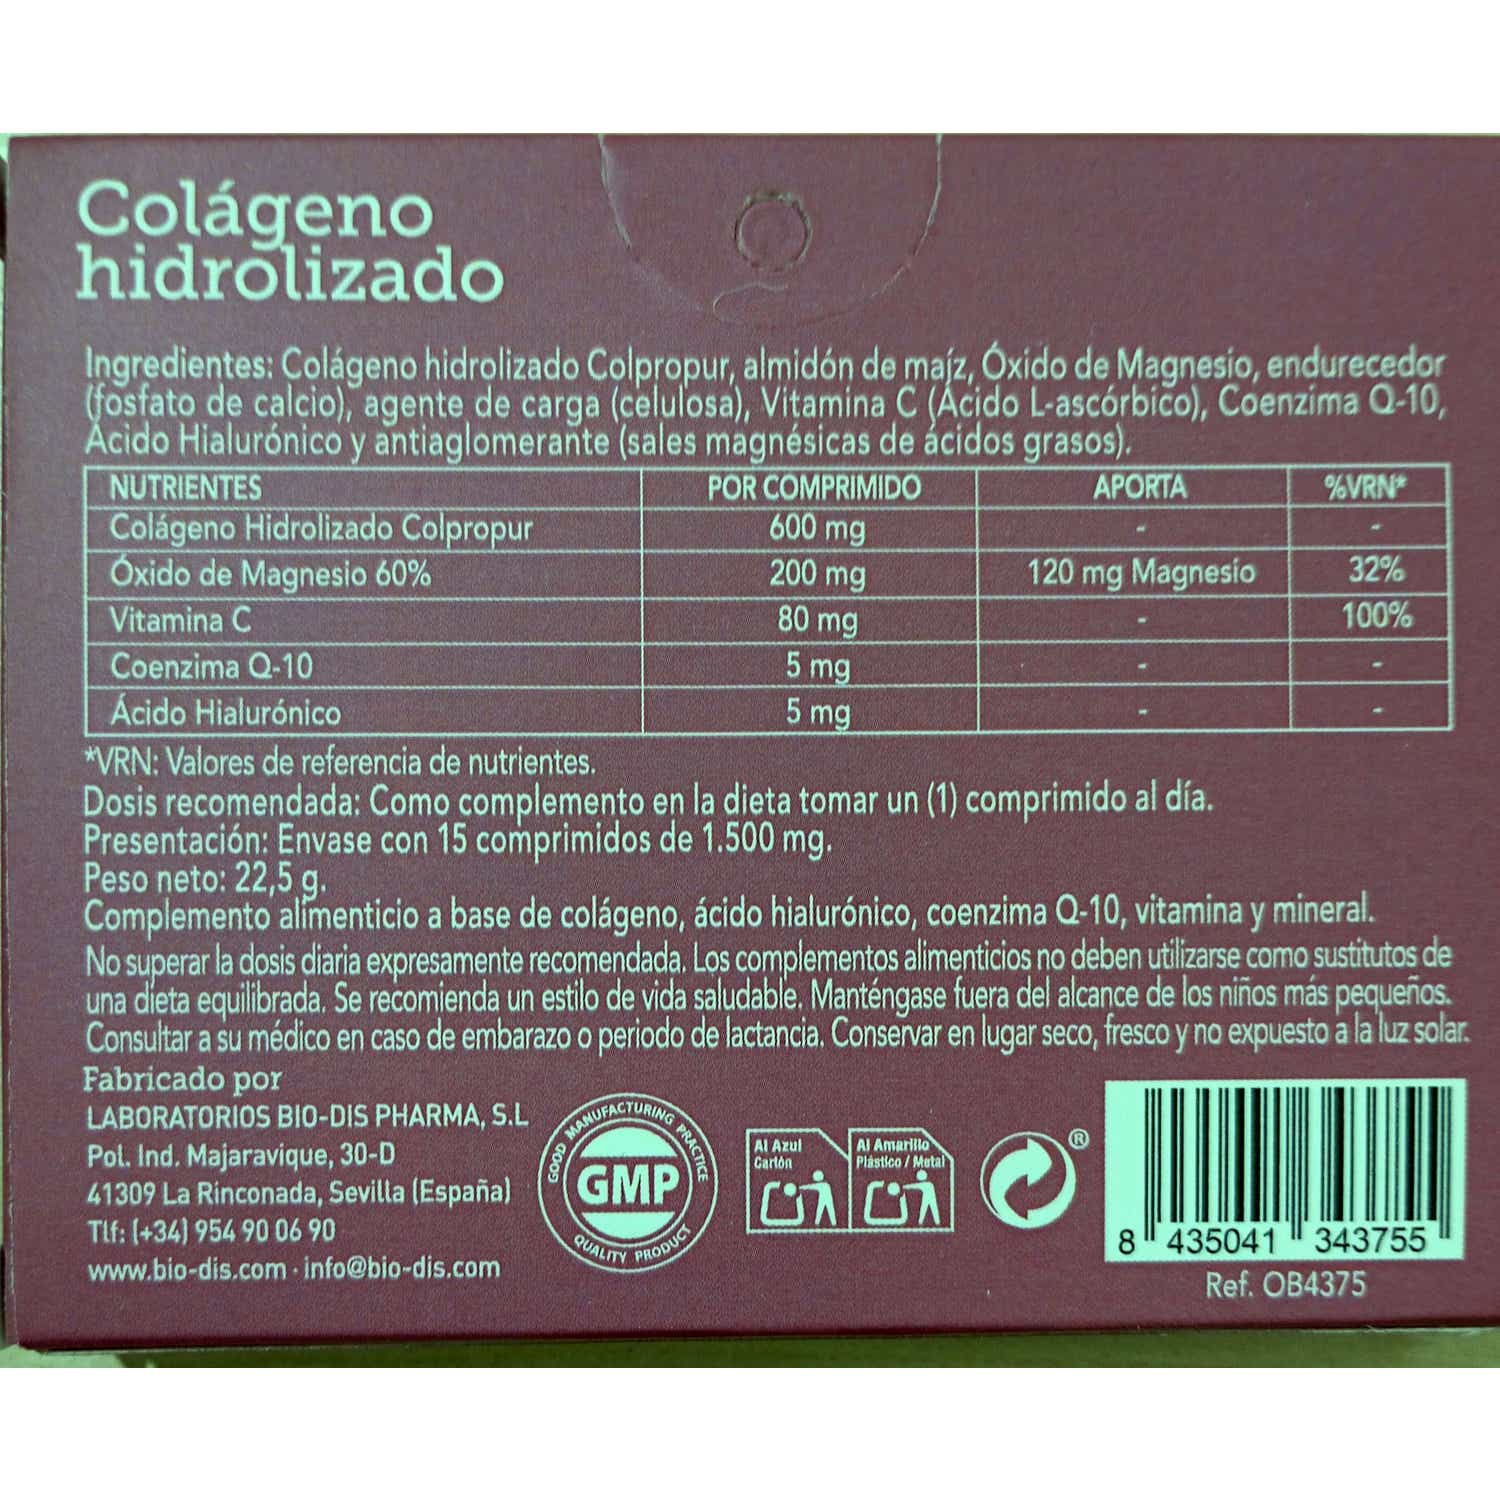 Colágeno
hidrolizado
Ingredientes: Colágeno hidrolizado Colpropur, almidón de maíz, Óxido de Magnesio, endurecedor
(fosfato de calcio), agente de carga (celulosa), Vitamina C (Ácido L-ascórbico), Coenzima Q-10,
Ácido Hialurónico y antiaglomerante (sales magnésicas de ácidos grasos).
NUTRIENTES POR COMPRIMIDO APORTA %VRN*
Colágeno Hidrolizado Colpropur 600 mg - -
Óxido de Magnesio 60% 200 mg 120 mg Magnesio 32%
Vitamina C 80 mg - 100%
Coenzima Q-10 5 mg - -
Ácido Hialurónico 5 mg - -
*VRN: Valores de referencia de nutrientes.
Dosis recomendada: Como complemento en la dieta tomar un (1) comprimido al día.
Presentación: Envase con 15 comprimidos de 1.500 mg.
Peso neto: 22,5 g.
Complemento alimenticio a base de colágeno, ácido hialurónico, coenzima Q-10, vitamina y mineral.
No superar la dosis diaria expresamente recomendada. Los complementos alimenticios no deben utilizarse como sustitutos de
una dieta equilibrada. Se recomienda un estilo de vida saludable. Manténgase fuera del alcance de los niños más pequeños.
Consultar a su médico en caso de embarazo o periodo de lactancia. Conservar en lugar seco, fresco y no expuesto a la luz solar.
Fabricado por
LABORATORIOS BIO-DIS PHARMA, S.L
Pol. Ind. Majaravique, 30-D
41309 La Rinconada, Sevilla (España)
Tlf: (+34) 954 90 06 90
www.bio-dis.com · info@bio-dis.com
GOOD MANUFACTURING PRACTICE
GMP
QUALITY PRODUCT
Al Azul
Cartón
Al Amarillo
Plástico / Metal
®
8 435041 343755
Ref. OB4375